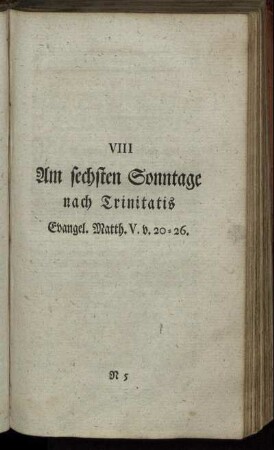 VIII
Am sechsten Sonntage
nach Trinitatis
Evangel. Matth. V. v. 20=26.
N 5